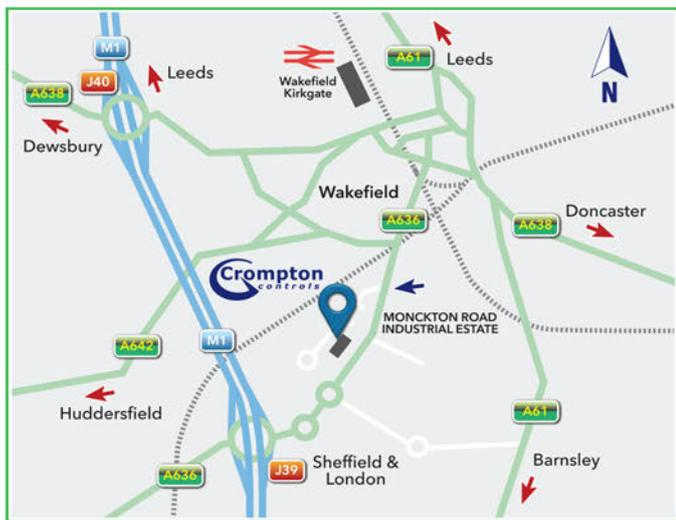 M1
J40
Leeds
A638
Dewsbury
Wakefield
Kirkgate
A61
Leeds
N
Wakefield
A636
A638
Doncaster
Crompton
controls
MONCKTON ROAD
INDUSTRIAL ESTATE
M1
A642
Huddersfield
A61
A636
J39
Sheffield &
London
Barnsley